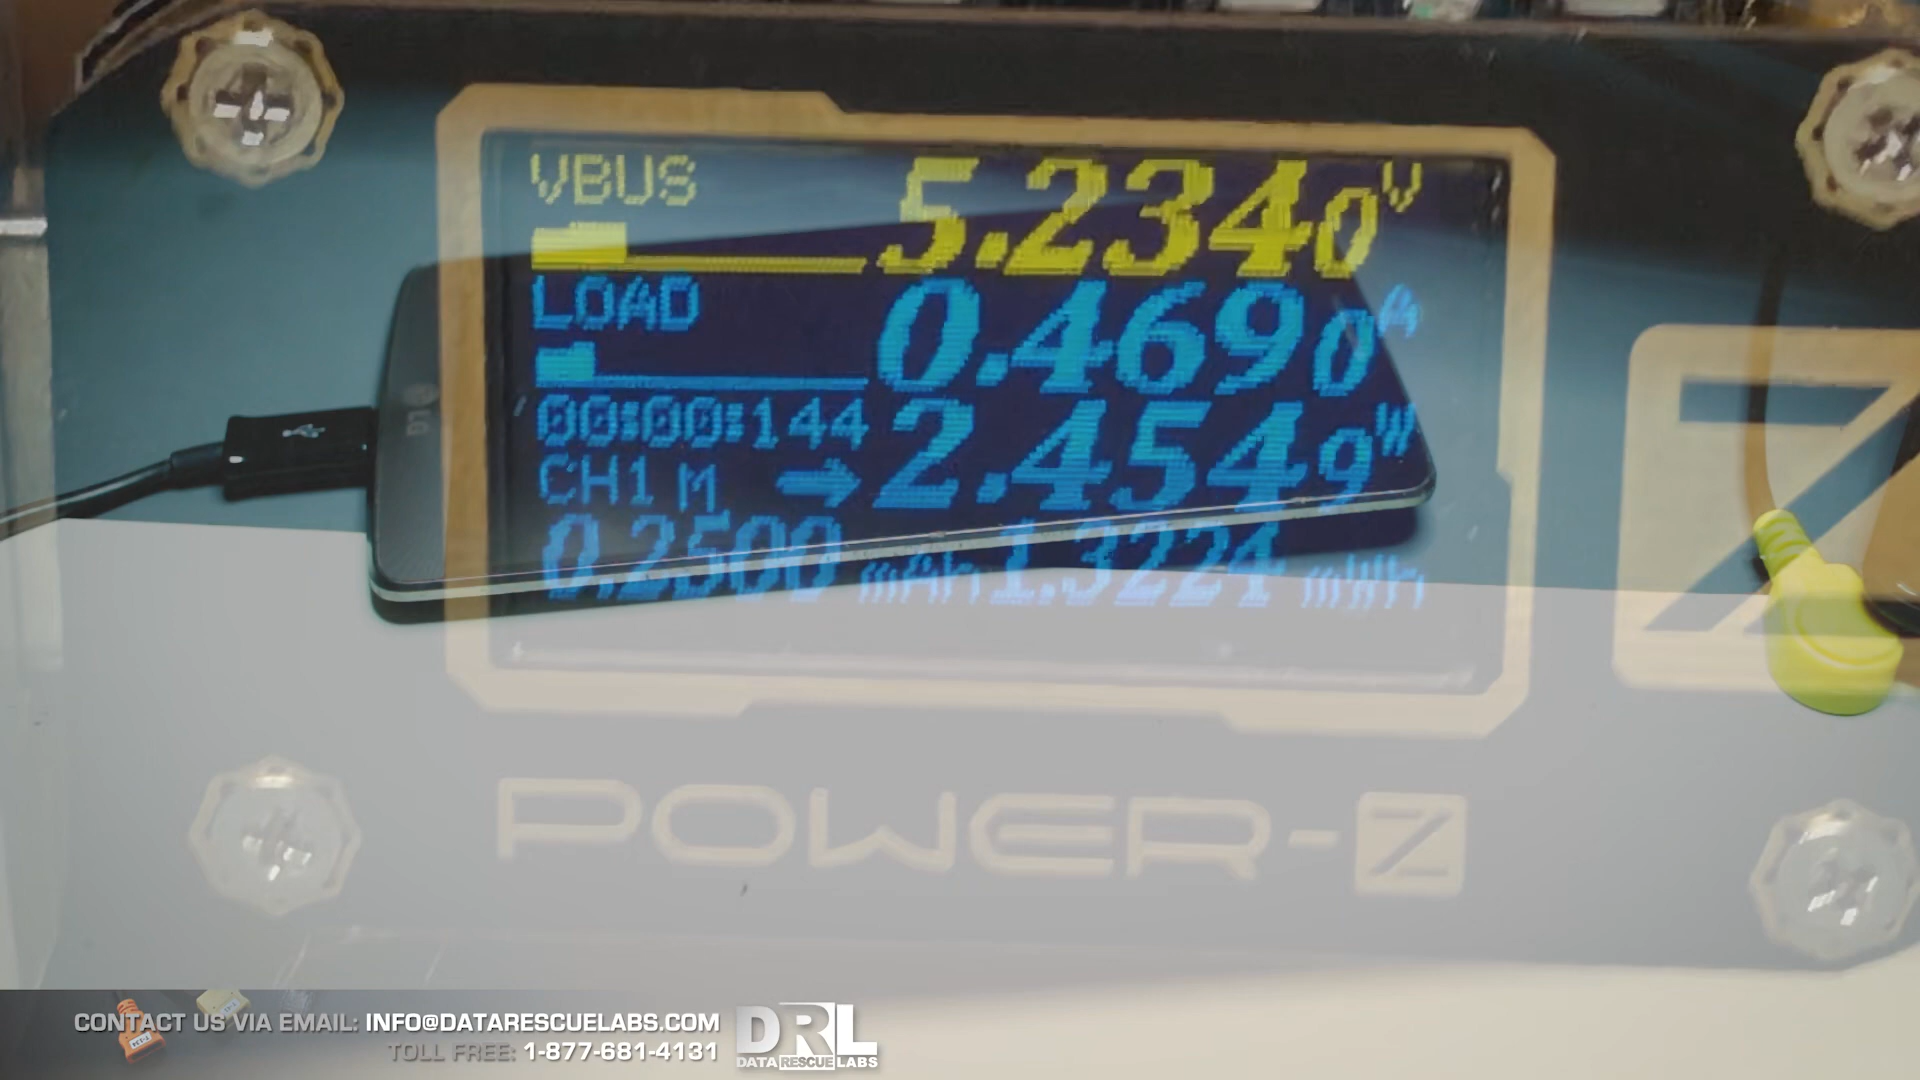 VBUS 5.2340V
LOAD 0.4690A
00:00:144 2.4549W
CH1 M →
0.2500 mAh 1.3224 mWh
LG
POWER-Z
Z
CONTACT US VIA EMAIL: INFO@DATARESCUELABS.COM
TOLL FREE: 1-877-681-4131
DRL
DATA RESCUE LABS